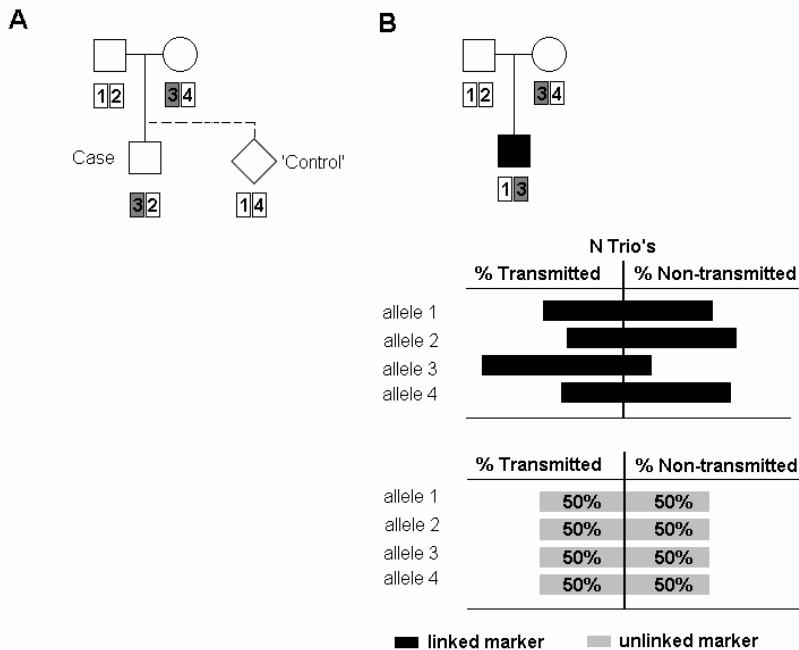 A
1 2
3 4
Case
'Control'
3 2
1 4
B
1 2
3 4
1 3
N Trio's
% Transmitted % Non-transmitted
allele 1
allele 2
allele 3
allele 4
% Transmitted % Non-transmitted
allele 1 50% 50%
allele 2 50% 50%
allele 3 50% 50%
allele 4 50% 50%
linked marker unlinked marker